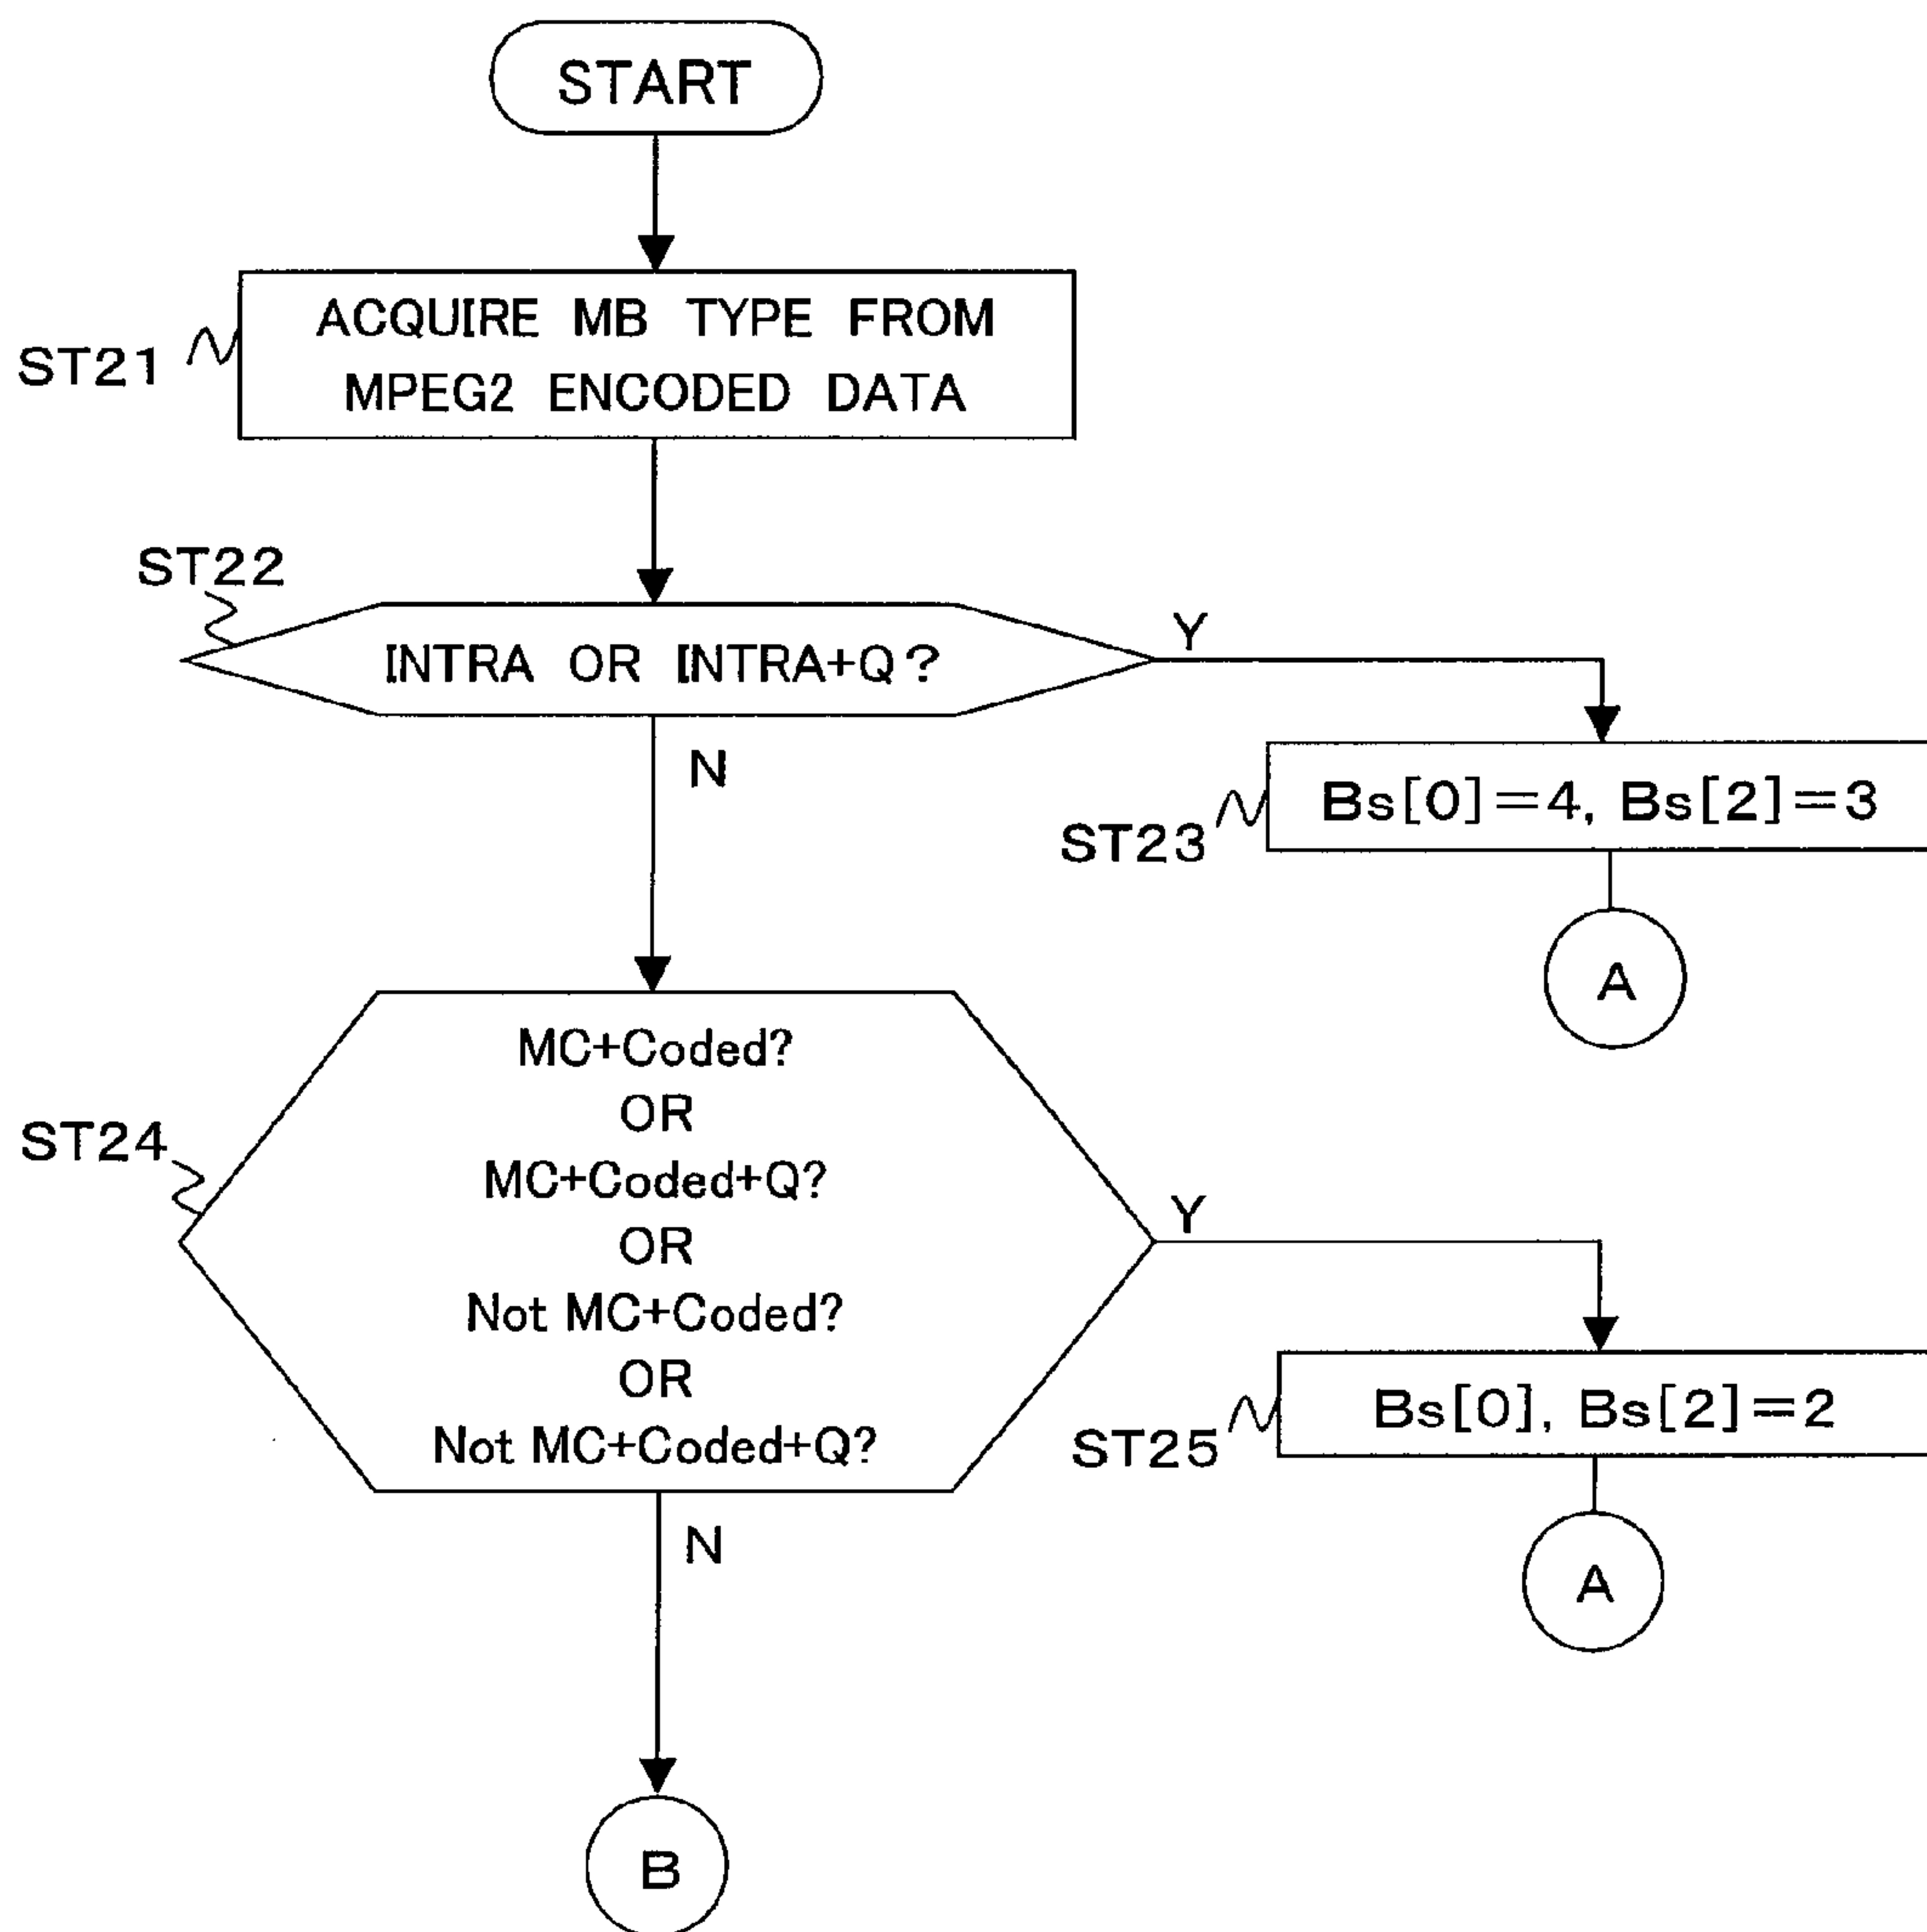 START
ACQUIRE MB TYPE FROM
MPEG2 ENCODED DATA
ST21
ST22
INTRA OR INTRA+Q?
Y
N
Bs[0]=4, Bs[2]=3
ST23
A
MC+Coded?
OR
MC+Coded+Q?
OR
Not MC+Coded?
OR
Not MC+Coded+Q?
ST24
Y
Bs[0], Bs[2]=2
ST25
A
N
B